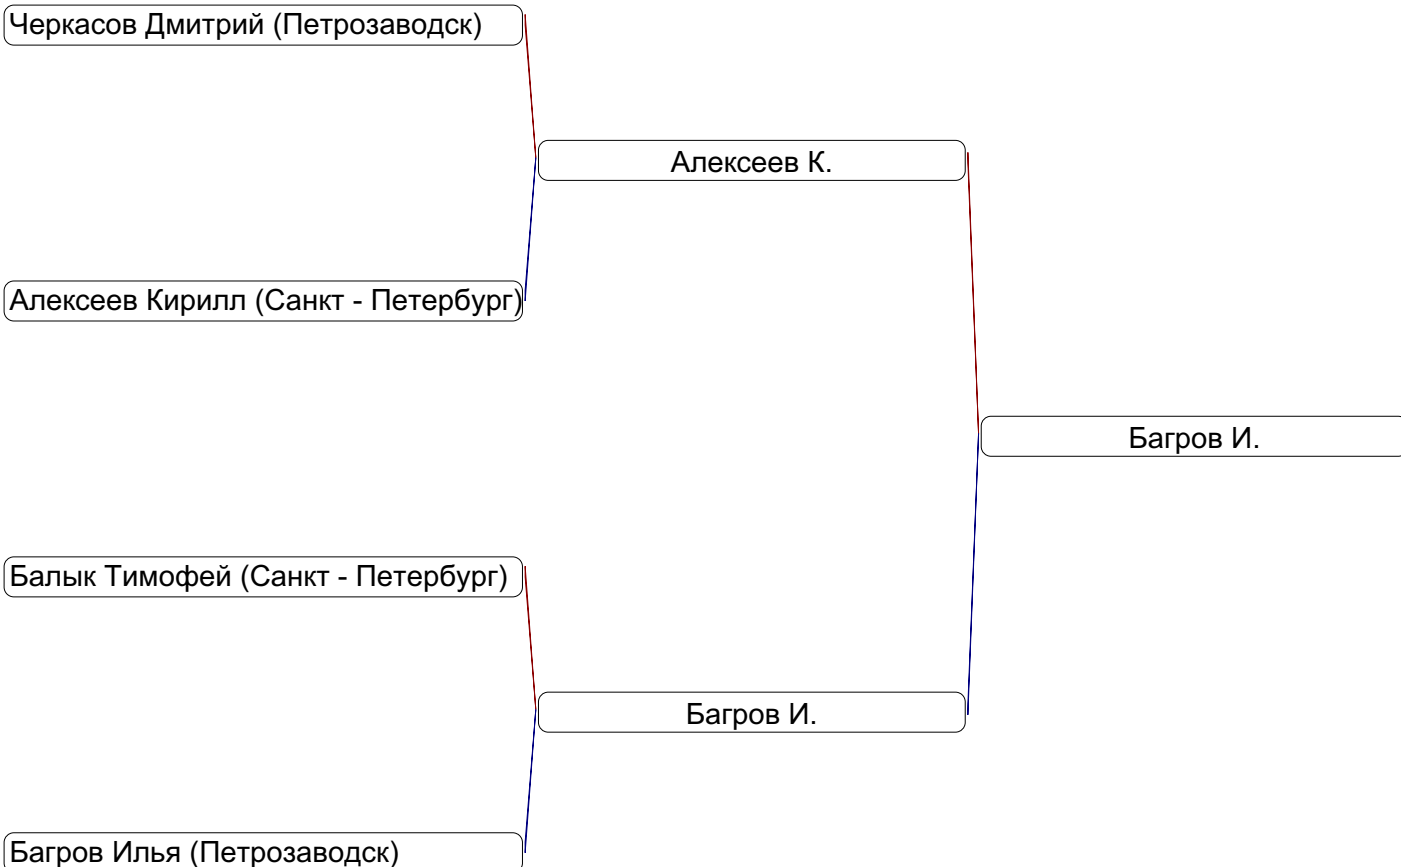 Черкасов Дмитрий (Петрозаводск)
Алексеев К.
Алексеев Кирилл (Санкт - Петербург)
Багров И.
Балык Тимофей (Санкт - Петербург)
Багров И.
Багров Илья (Петрозаводск)